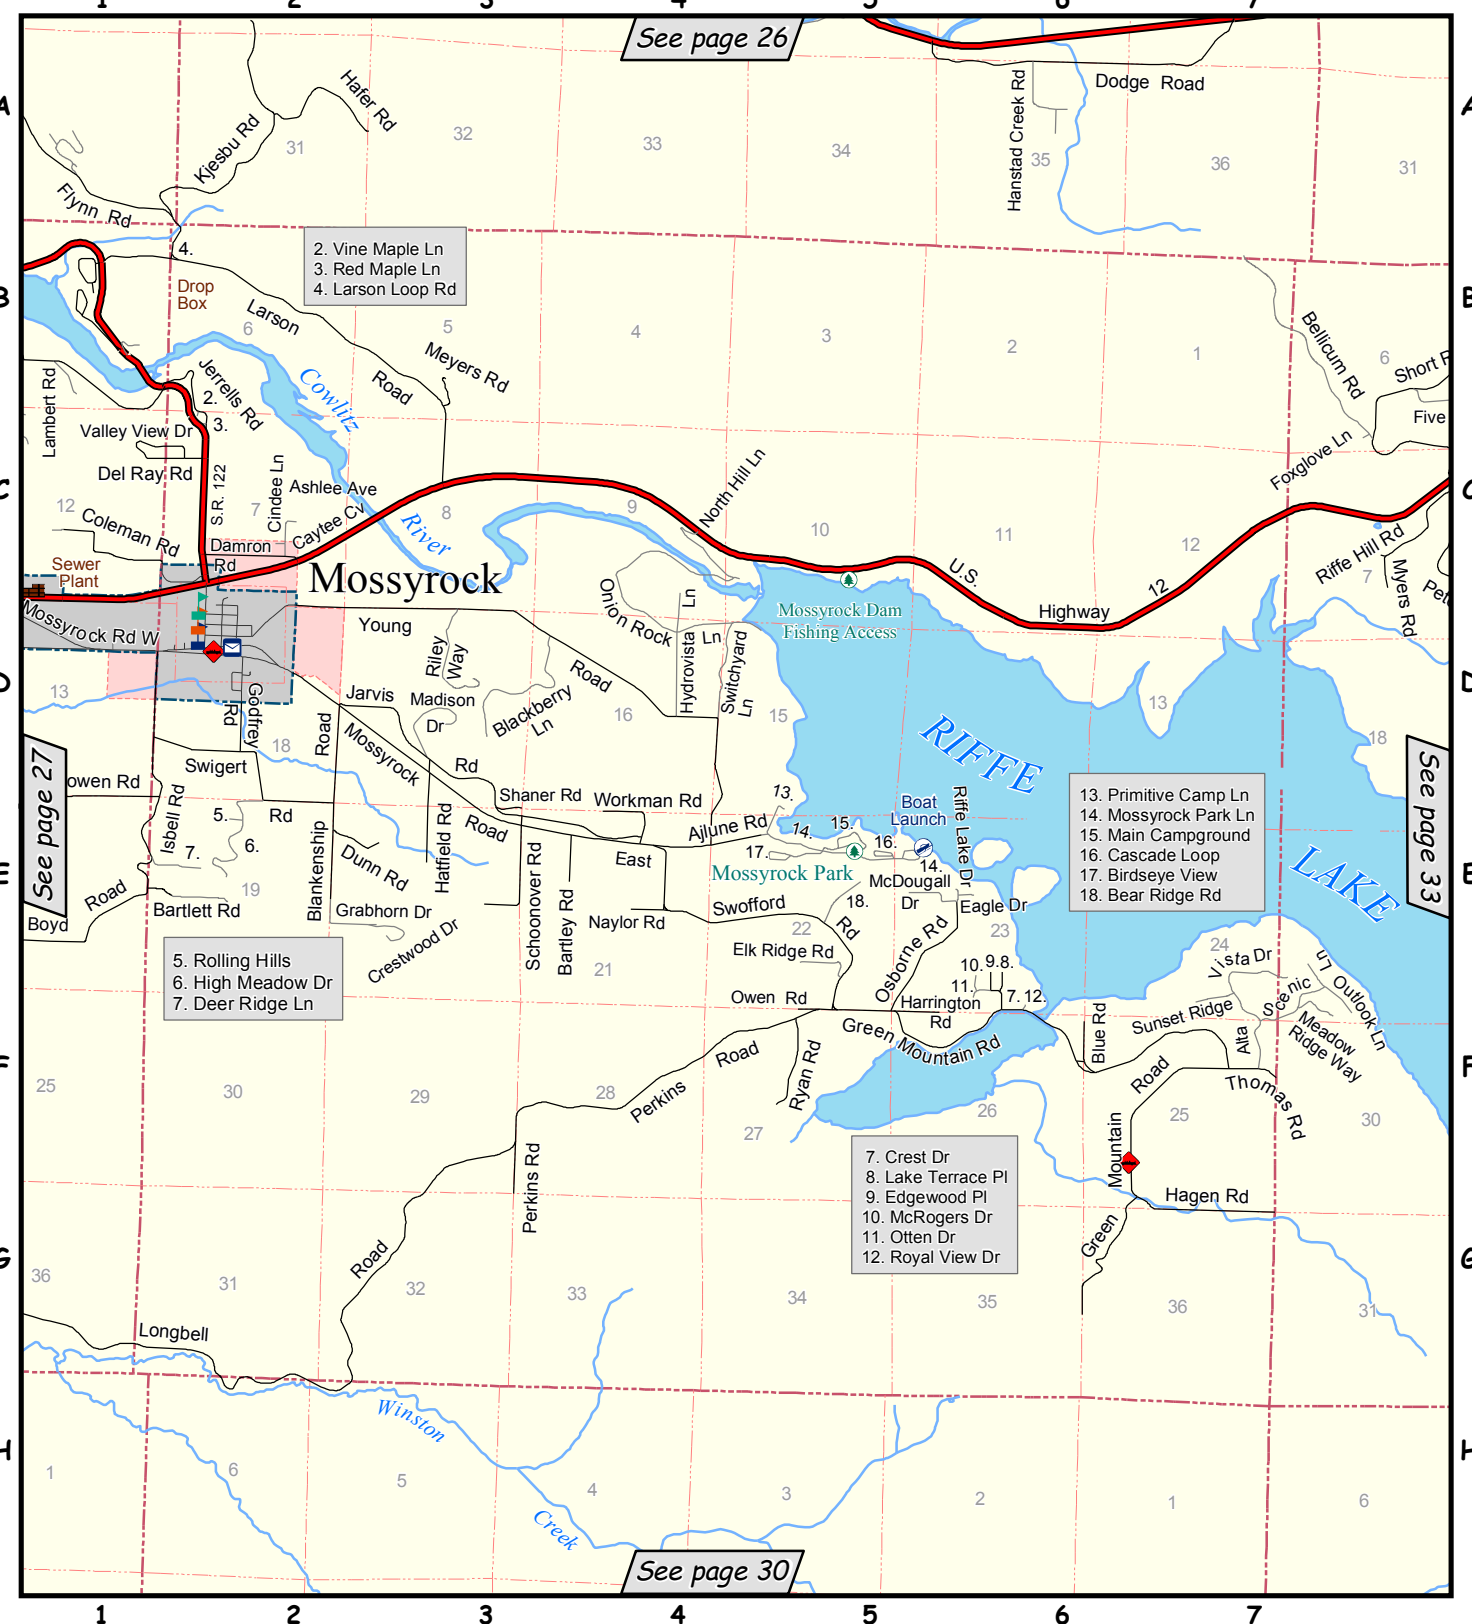 1 2 3 4 5 6 7
See page 26
A
A
Hafer Rd
Kjesbu Rd
Flynn Rd
31
32
33
34
35
36
31
Hanstad Creek Rd
Dodge Road
B
B
4.
2. Vine Maple Ln
3. Red Maple Ln
4. Larson Loop Rd
Drop
Box
6
Larson
Road
5
Meyers Rd
4
3
2
1
6
Bellicum Rd
Short
Five
Lambert Rd
Jerrells Rd
2.
3.
Cowlitz
River
Valley View Dr
Del Ray Rd
S.R. 122
C
C
12
7
Cindee Ln
Ashlee Ave
Caytee Cv
Coleman Rd
Damron
Rd
8
9
North Hill Ln
10
11
12
Foxglove Ln
Riffe Hill Rd
7
Myers Rd
Sewer
Plant
Mossyrock
U.S.
Highway
12
Mossyrock Dam
Fishing Access
Mossyrock Rd W
Young
Road
Riley
Way
Onion Rock
Ln
Hydrovista
Ln
Switchyard
Ln
D
D
13
Godfrey
Rd
Jarvis
Rd
Madison
Dr
Blackberry
Ln
16
15
13
18
RIFFE
LAKE
See page 27
See page 33
18
Road
Mossyrock
Road
Swigert
Rd
owen Rd
Isbell Rd
5.
6.
7.
Shaner Rd
Workman Rd
Ajlune Rd
13.
14.
15.
16.
17.
14.
Boat
Launch
Riffe Lake Dr
13. Primitive Camp Ln
14. Mossyrock Park Ln
15. Main Campground
16. Cascade Loop
17. Birdseye View
18. Bear Ridge Rd
E
E
Blankenship
Dunn Rd
Hatfield Rd
Schoonover Rd
Bartley Rd
East
Mossyrock Park
McDougall
Dr
18.
Eagle Dr
19
Road
Boyd
Bartlett Rd
Grabhorn Dr
Crestwood Dr
Naylor Rd
Swofford
Rd
22
Osborne Rd
23
24
Elk Ridge Rd
21
5. Rolling Hills
6. High Meadow Dr
7. Deer Ridge Ln
Vista Dr
Scenic
Outlook Ln
10.
9.
8.
11.
7.
12.
Owen Rd
Harrington
Rd
Green Mountain Rd
Blue Rd
Sunset Ridge
Alta
Meadow
Ridge Way
F
F
25
30
29
28
Perkins
Road
Ryan Rd
27
26
25
30
Road
Thomas Rd
Mountain
Green
7. Crest Dr
8. Lake Terrace Pl
9. Edgewood Pl
10. McRogers Dr
11. Otten Dr
12. Royal View Dr
Perkins Rd
Hagen Rd
G
G
36
31
32
33
34
35
36
31
Road
Longbell
Winston
Creek
H
H
1
6
5
4
3
2
1
6
See page 30
1 2 3 4 5 6 7